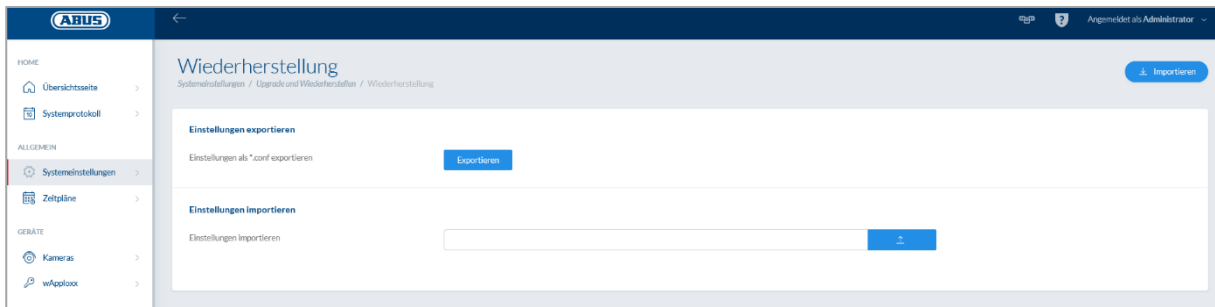 ABUS
Angemeldet als Administrator
HOME
Übersichtsseite
Systemprotokoll
ALLGEMEIN
Systemeinstellungen
Zeitpläne
GERÄTE
Kameras
wApploxx
Wiederherstellung
Systemeinstellungen / Upgrade und Wiederherstellen / Wiederherstellung
Importieren
Einstellungen exportieren
Einstellungen als *.conf exportieren
Exportieren
Einstellungen importieren
Einstellungen importieren